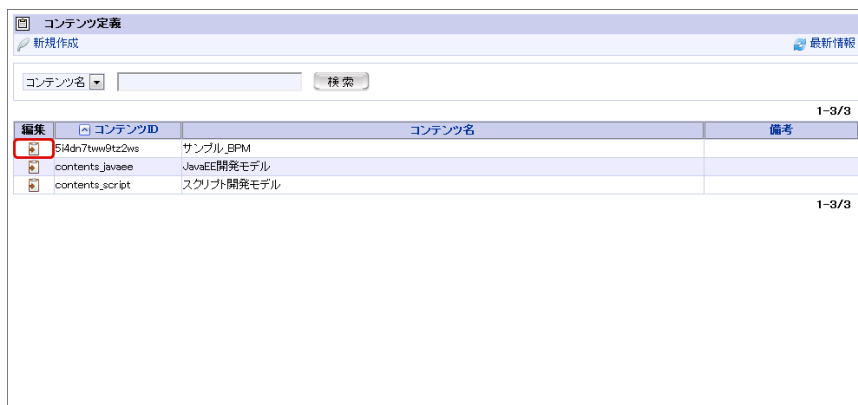 コンテンツ定義
新規作成 最新情報
コンテンツ名 検索
1-3/3
編集 コンテンツID コンテンツ名 備考
5i4dn7tww9tz2ws サンプル_BPM
contents_javaee JavaEE開発モデル
contents_script スクリプト開発モデル
1-3/3